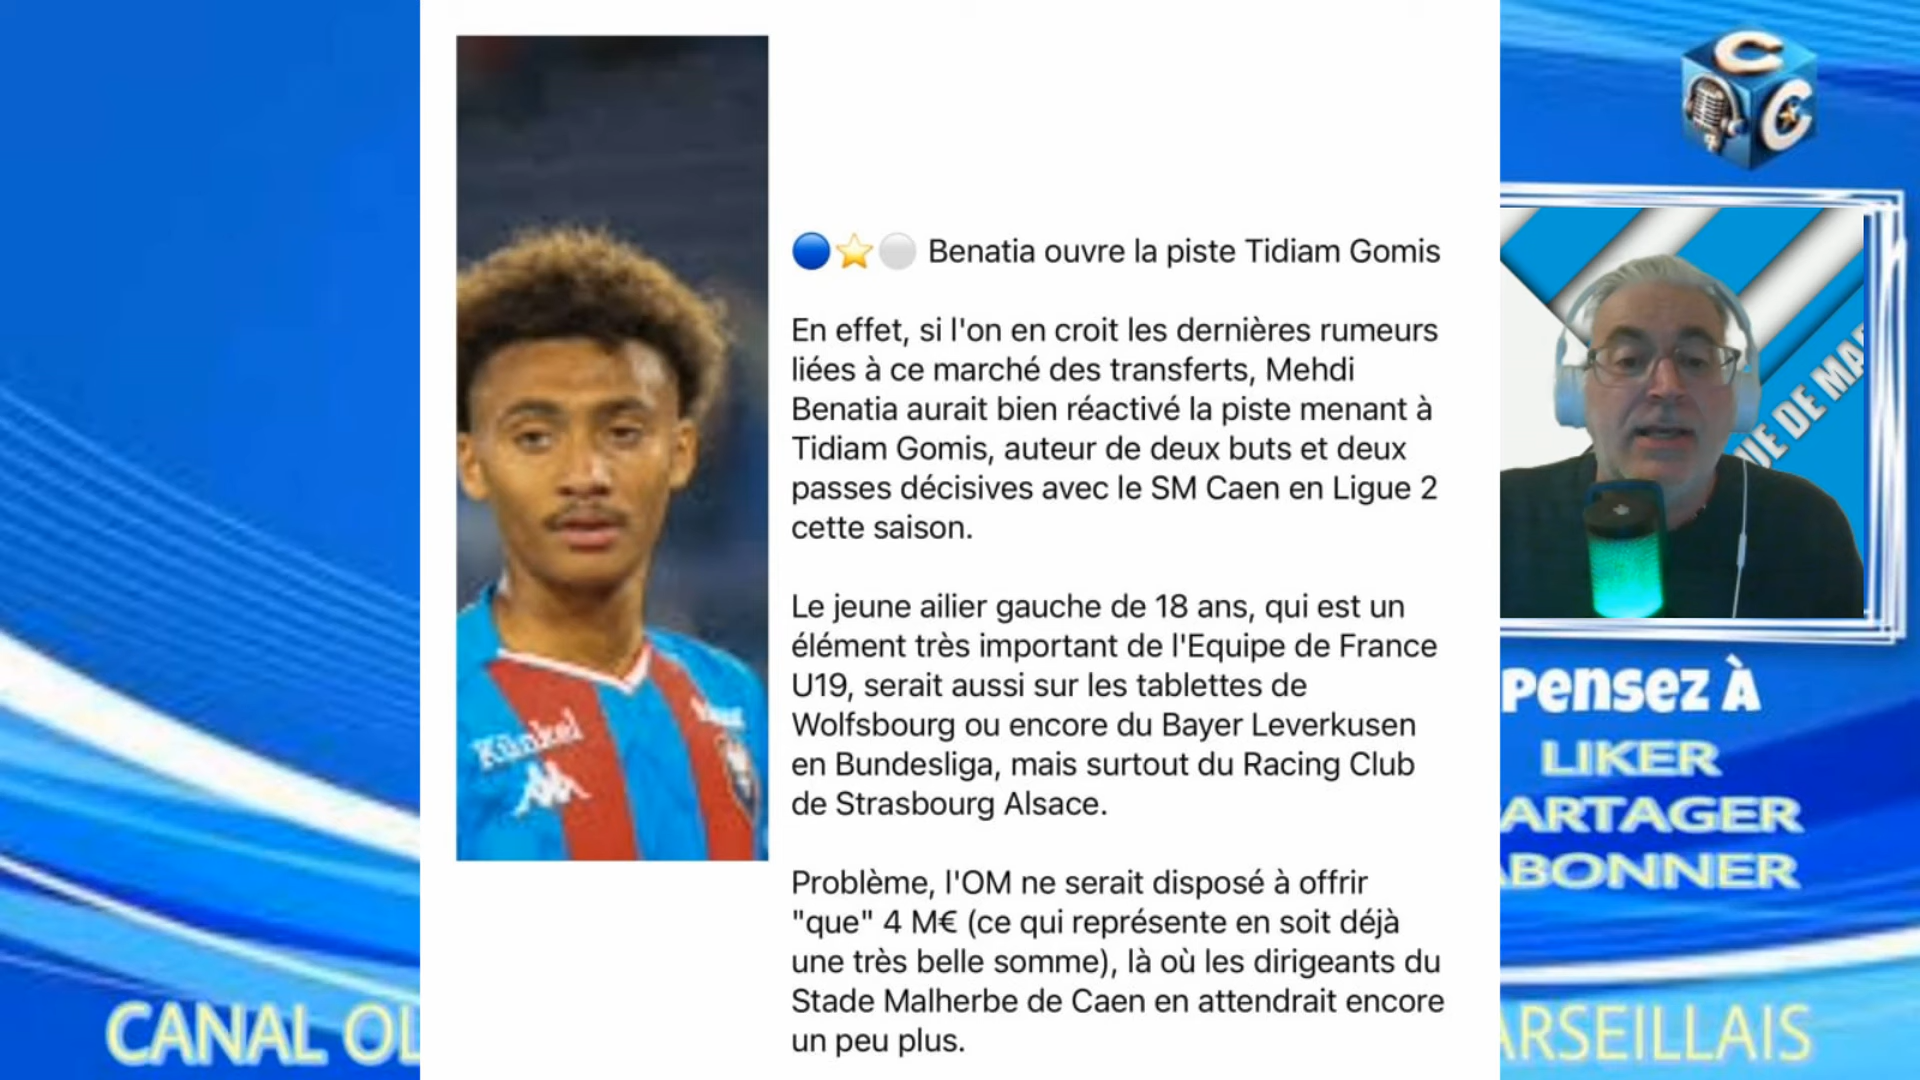 C
C
🔵⭐⚪ Benatia ouvre la piste Tidiam Gomis
En effet, si l'on en croit les dernières rumeurs
liées à ce marché des transferts, Mehdi
Benatia aurait bien réactivé la piste menant à
Tidiam Gomis, auteur de deux buts et deux
passes décisives avec le SM Caen en Ligue 2
cette saison.
Le jeune ailier gauche de 18 ans, qui est un
élément très important de l'Equipe de France
U19, serait aussi sur les tablettes de
Wolfsbourg ou encore du Bayer Leverkusen
en Bundesliga, mais surtout du Racing Club
de Strasbourg Alsace.
Problème, l'OM ne serait disposé à offrir
"que" 4 M€ (ce qui représente en soit déjà
une très belle somme), là où les dirigeants du
Stade Malherbe de Caen en attendrait encore
un peu plus.
Künkel
UE DE MAR
PENSEZ À
LIKER
ARTAGER
BONNER
CANAL OL
ARSEILLAIS